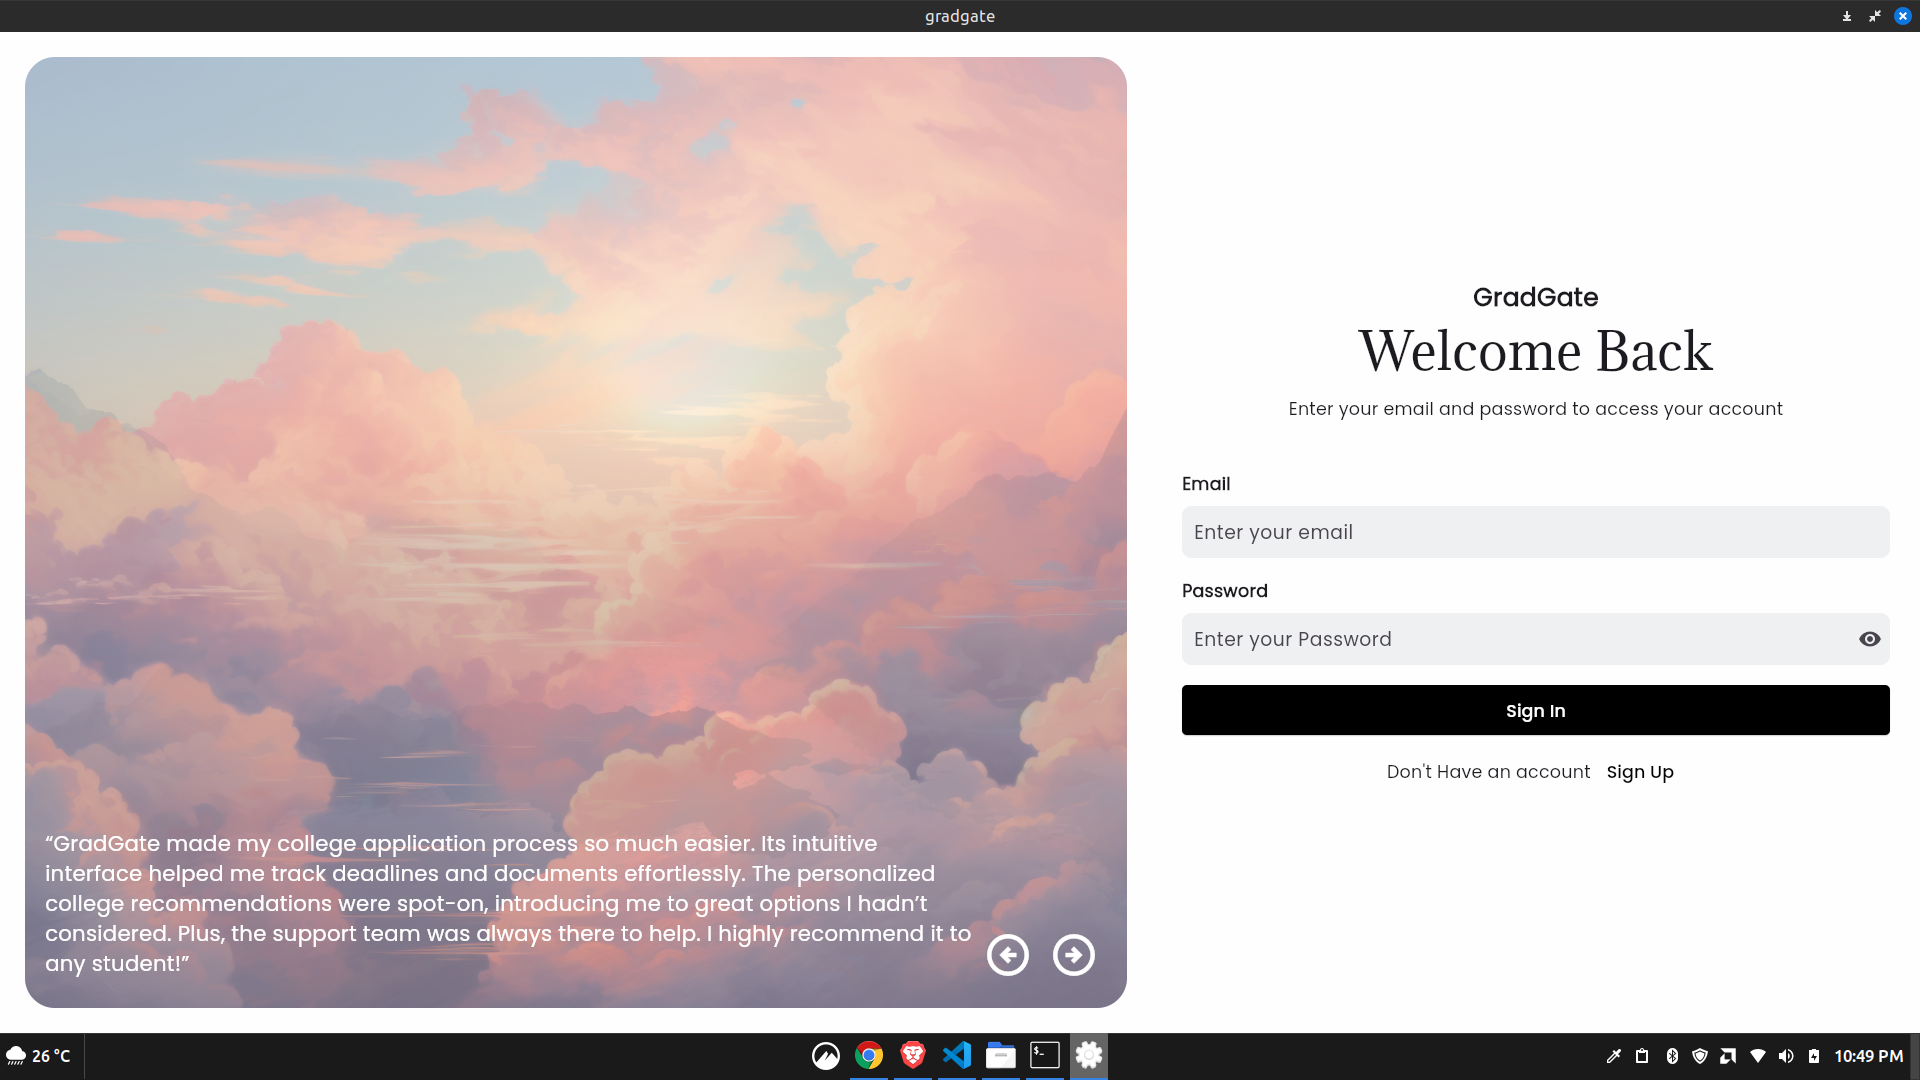 gradgate
GradGate
Welcome Back
Enter your email and password to access your account
Email
Enter your email
Password
Enter your Password
Sign In
Don't Have an account Sign Up
“GradGate made my college application process so much easier. Its intuitive
interface helped me track deadlines and documents effortlessly. The personalized
college recommendations were spot-on, introducing me to great options I hadn’t
considered. Plus, the support team was always there to help. I highly recommend it to
any student!”
26 °C
$-
10:49 PM